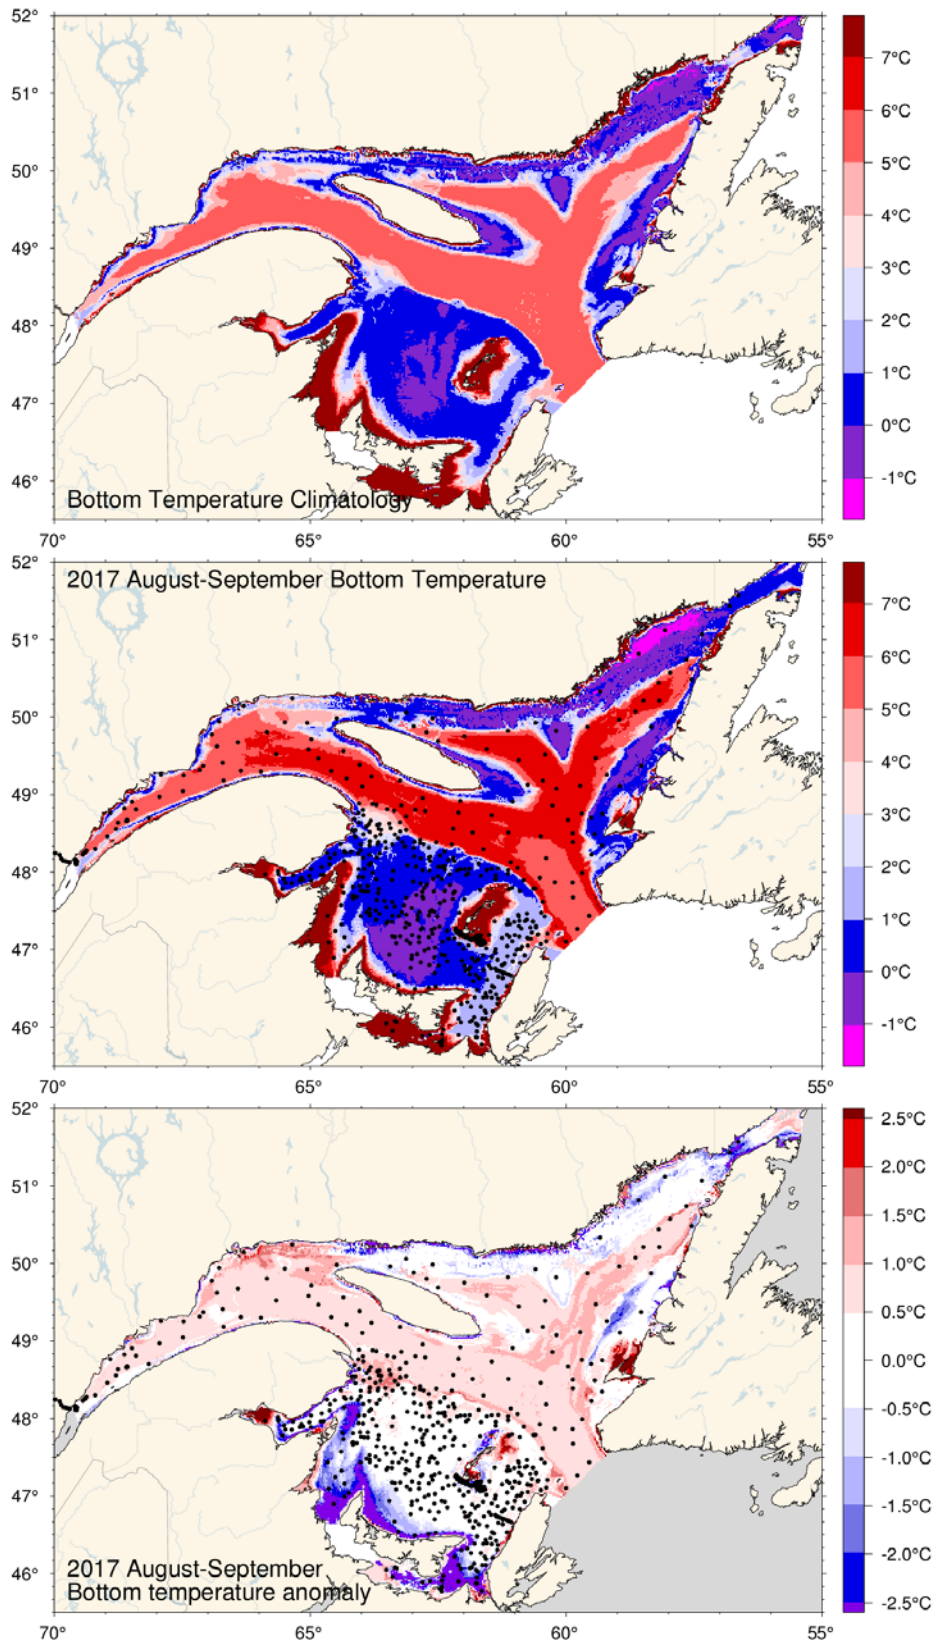 52°
51°
50°
49°
48°
47°
46°
70°
65°
60°
55°
7°C
6°C
5°C
4°C
3°C
2°C
1°C
0°C
-1°C
Bottom Temperature Climatology
2017 August-September Bottom Temperature
52°
51°
50°
49°
48°
47°
46°
70°
65°
60°
55°
7°C
6°C
5°C
4°C
3°C
2°C
1°C
0°C
-1°C
52°
51°
50°
49°
48°
47°
46°
70°
65°
60°
55°
2.5°C
2.0°C
1.5°C
1.0°C
0.5°C
0.0°C
-0.5°C
-1.0°C
-1.5°C
-2.0°C
-2.5°C
2017 August-September
Bottom temperature anomaly